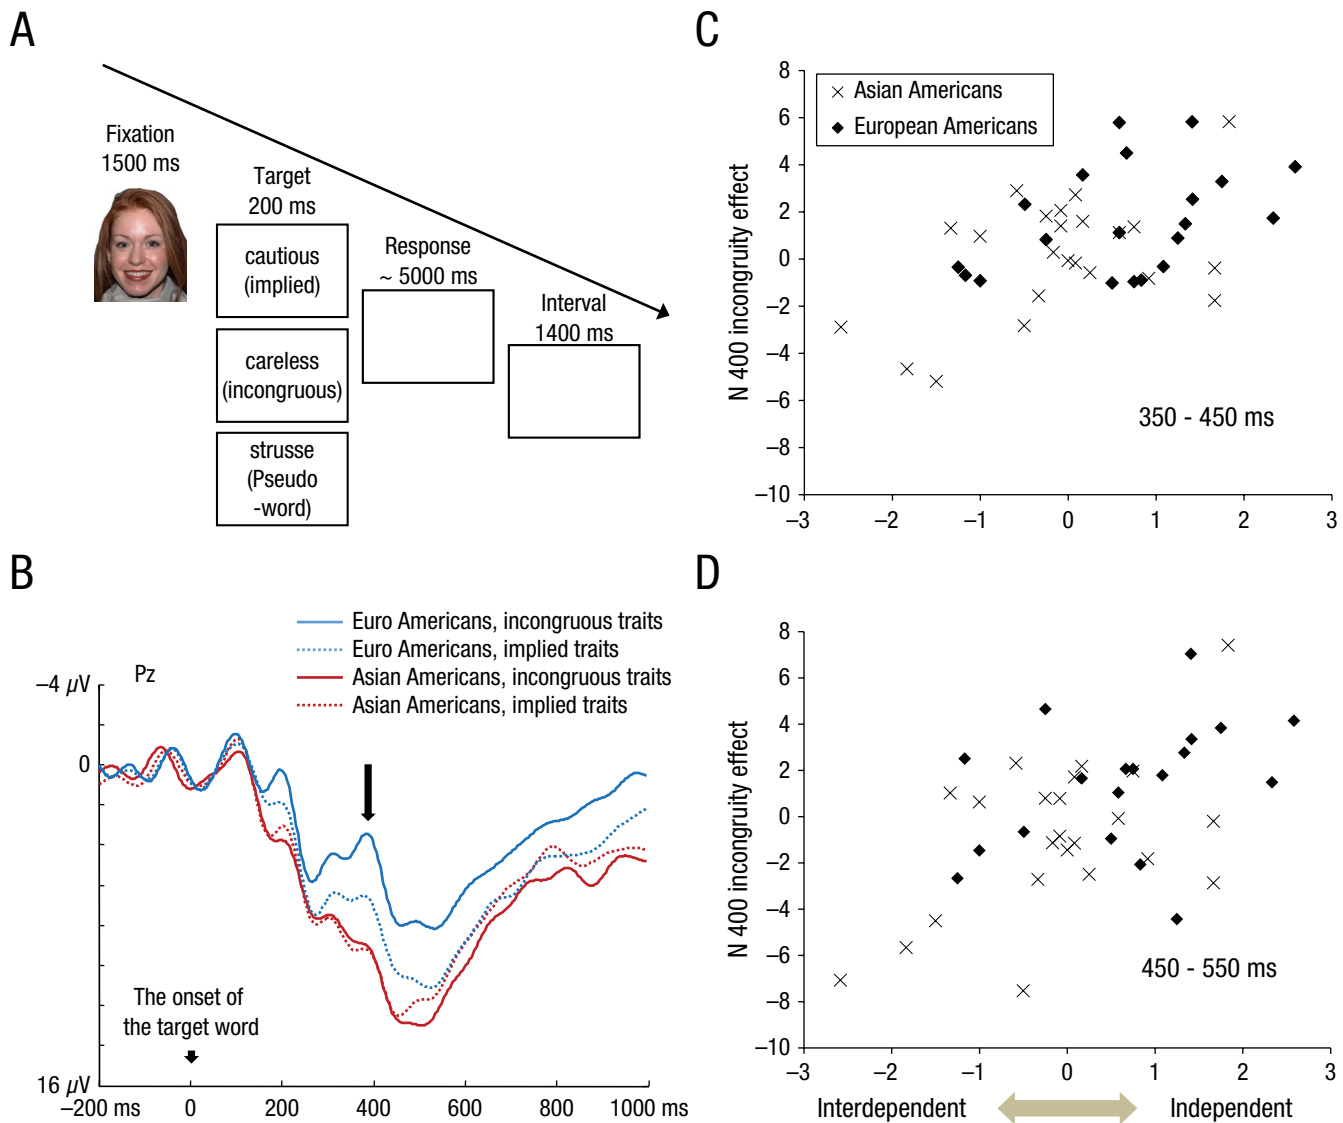 A
Fixation
1500 ms
Target
200 ms
cautious
(implied)
careless
(incongruous)
strusse
(Pseudo
-word)
Response
~ 5000 ms
Interval
1400 ms
B
Euro Americans, incongruous traits
Euro Americans, implied traits
Asian Americans, incongruous traits
Asian Americans, implied traits
Pz
–4 µV
0
16 µV
The onset of
the target word
–200 ms 0 200 400 600 800 1000 ms
C
Asian Americans
European Americans
N 400 incongruity effect
8
6
4
2
0
–2
–4
–6
–8
–10
350 - 450 ms
–3 –2 –1 0 1 2 3
D
N 400 incongruity effect
8
6
4
2
0
–2
–4
–6
–8
–10
450 - 550 ms
–3 –2 –1 0 1 2 3
Interdependent Independent